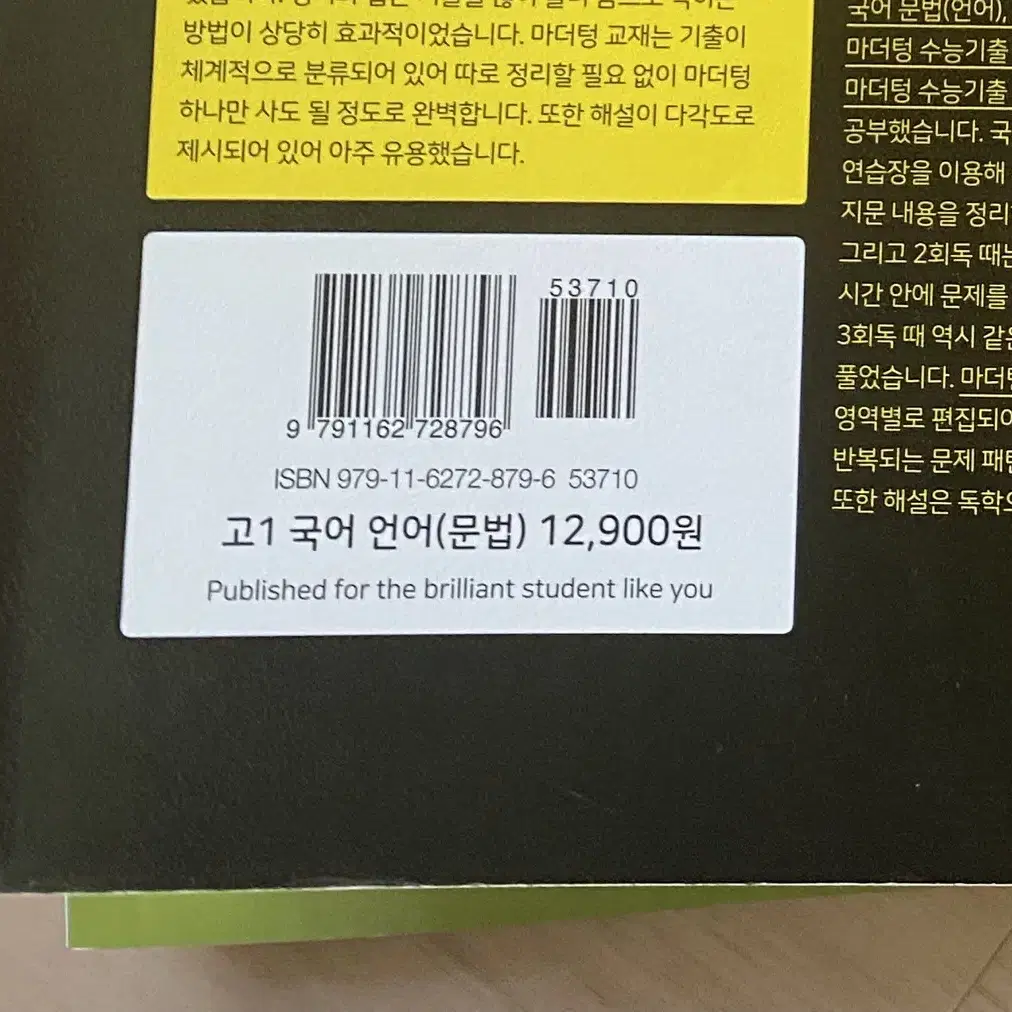 방법이 상당히 효과적이었습니다. 마더텅 교재는 기출이
체계적으로 분류되어 있어 따로 정리할 필요 없이 마더텅
하나만 사도 될 정도로 완벽합니다. 또한 해설이 다각도로
제시되어 있어 아주 유용했습니다.
53710
9 791162 728796
ISBN 979-11-6272-879-6 53710
고1 국어 언어(문법) 12,900원
Published for the brilliant student like you
국어 문법(언어),
마더텅 수능기출
마더텅 수능기출
공부했습니다. 국
연습장을 이용해
지문 내용을 정리
그리고 2회독 때는
시간 안에 문제를
3회독 때 역시 같은
풀었습니다. 마더텅
영역별로 편집되어
반복되는 문제 패턴
또한 해설은 독학으